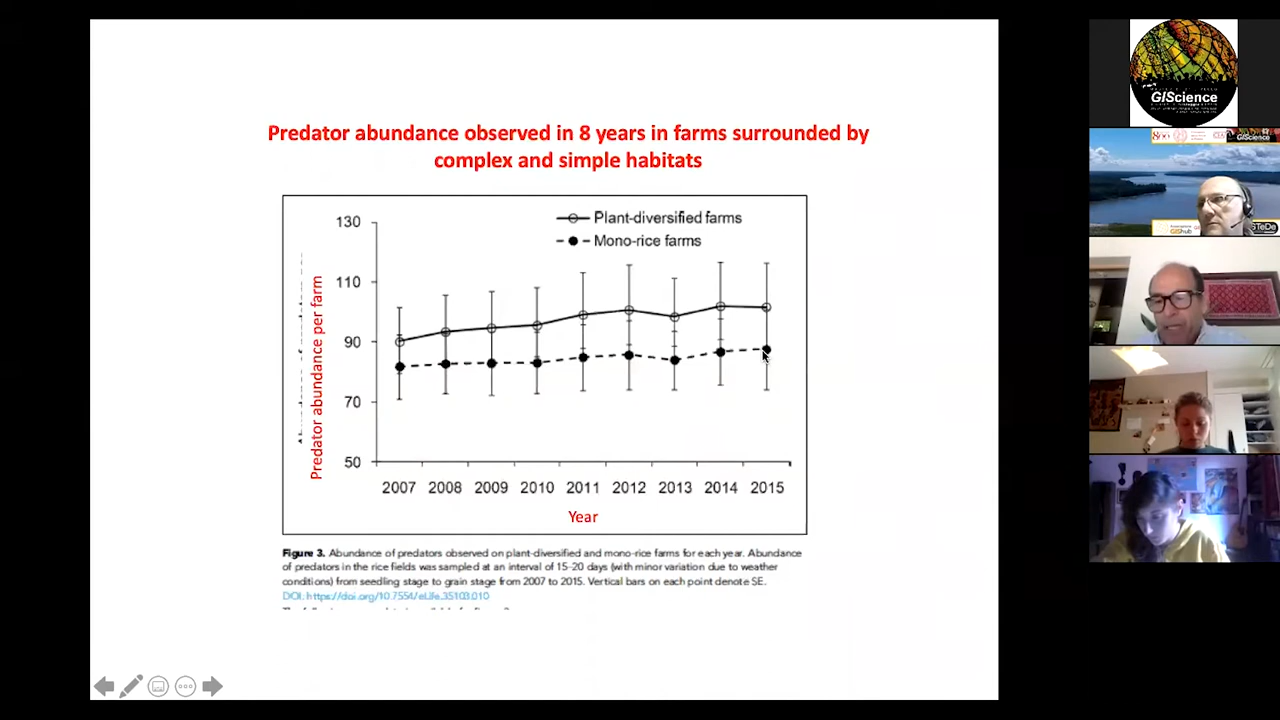 Predator abundance observed in 8 years in farms surrounded by
complex and simple habitats
130
110
90
70
50
Predator abundance per farm
Plant-diversified farms
Mono-rice farms
2007 2008 2009 2010 2011 2012 2013 2014 2015
Year
Figure 3. Abundance of predators observed on plant-diversified and mono-rice farms for each year. Abundance
of predators in the rice fields was sampled at an interval of 15-20 days (with minor variation due to weather
conditions) from seedling stage to grain stage from 2007 to 2015. Vertical bars on each point denote SE.
DOI: https://doi.org/10.7554/eLife.35103.010
GIScience
GIScience
GIShub